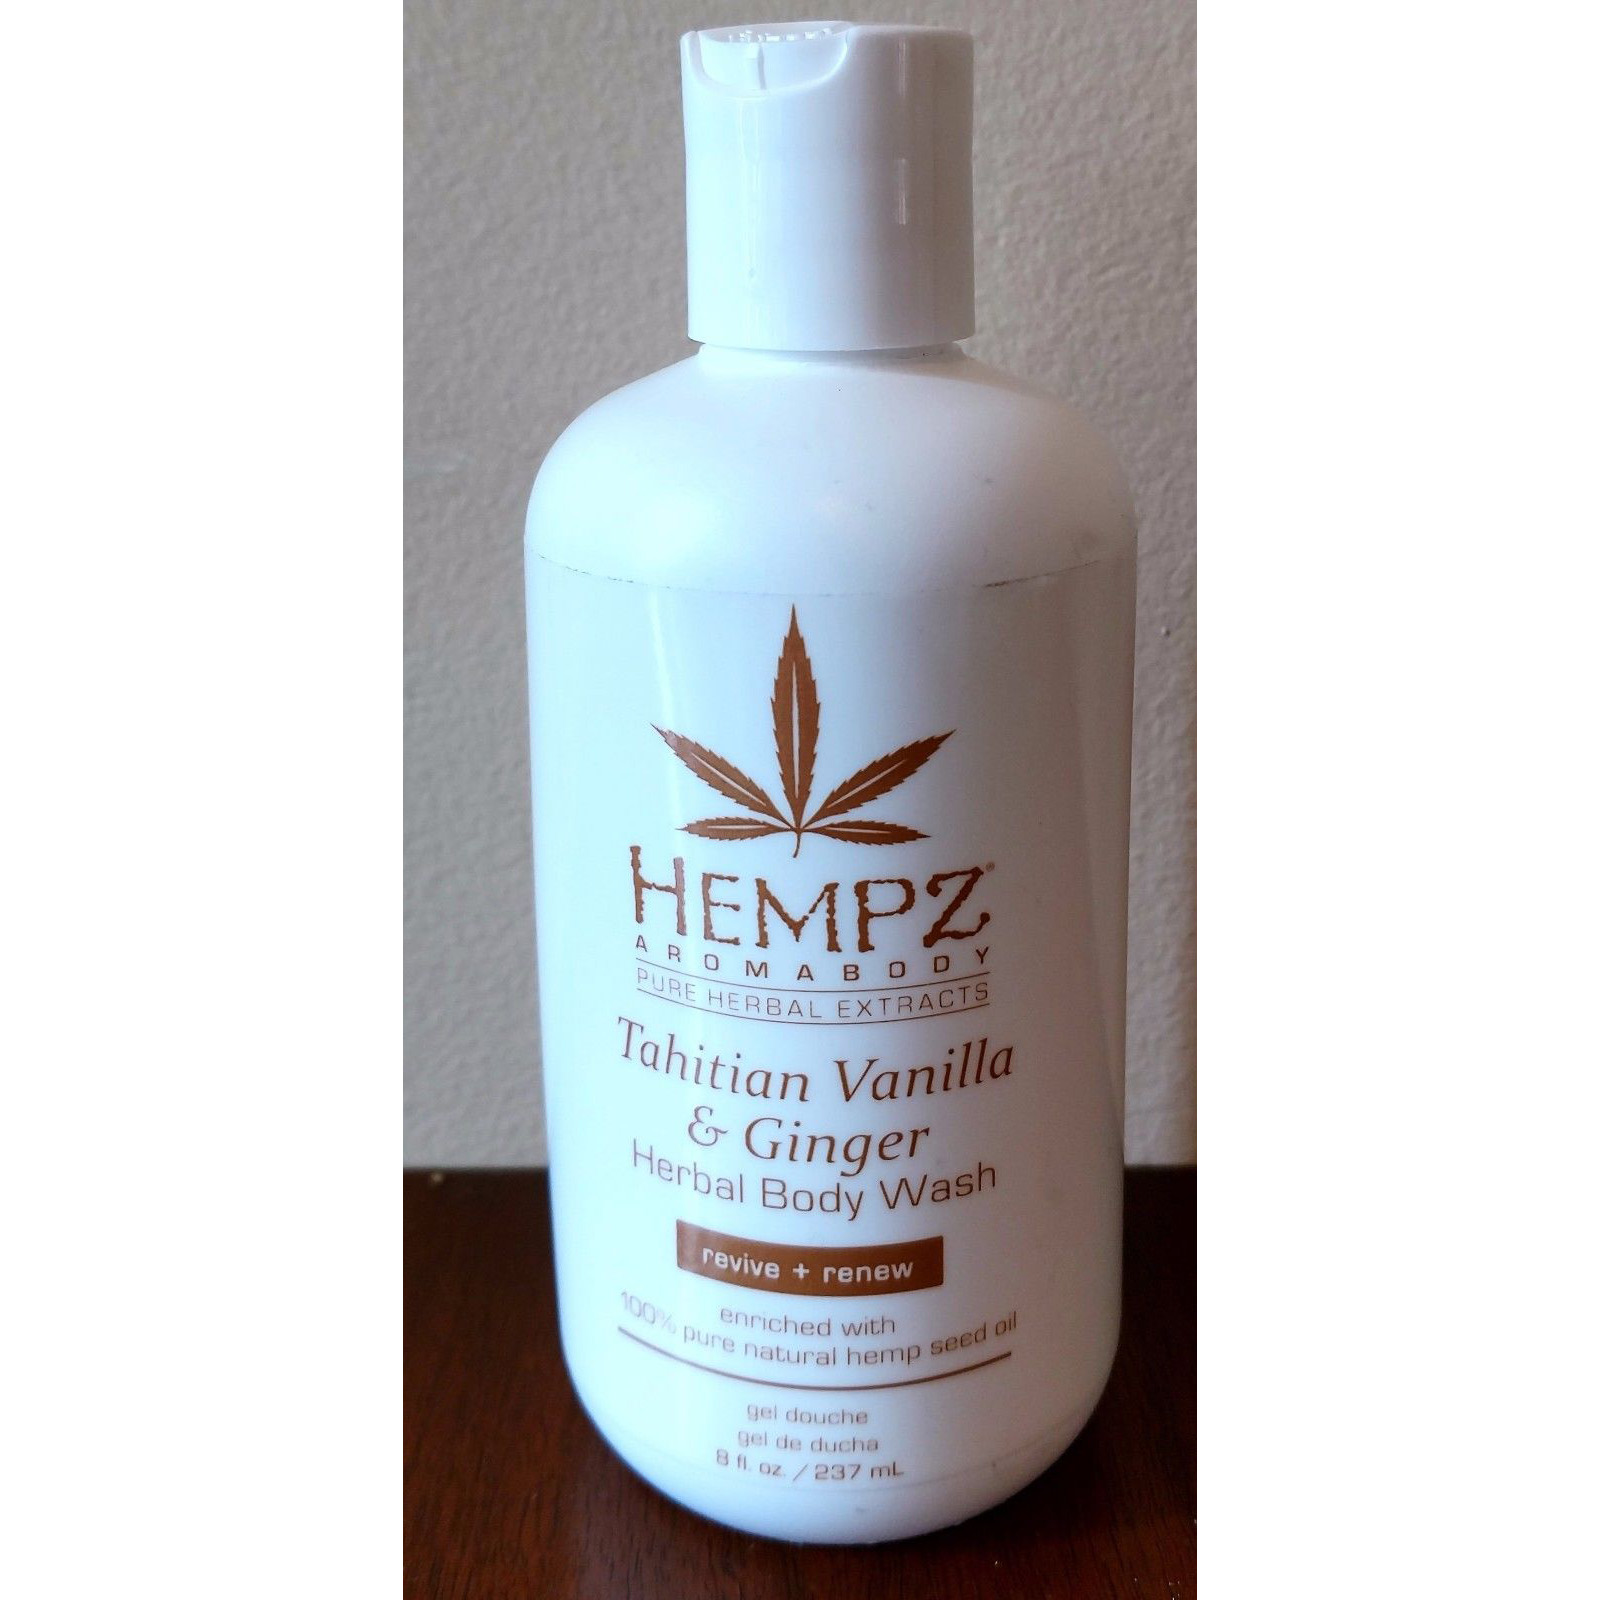 HEMPZ®
AROMABODY
PURE HERBAL EXTRACTS
Tahitian Vanilla
& Ginger
Herbal Body Wash
revive + renew
enriched with
100% pure natural hemp seed oil
gel douche
gel de ducha
8 fl. oz. / 237 mL